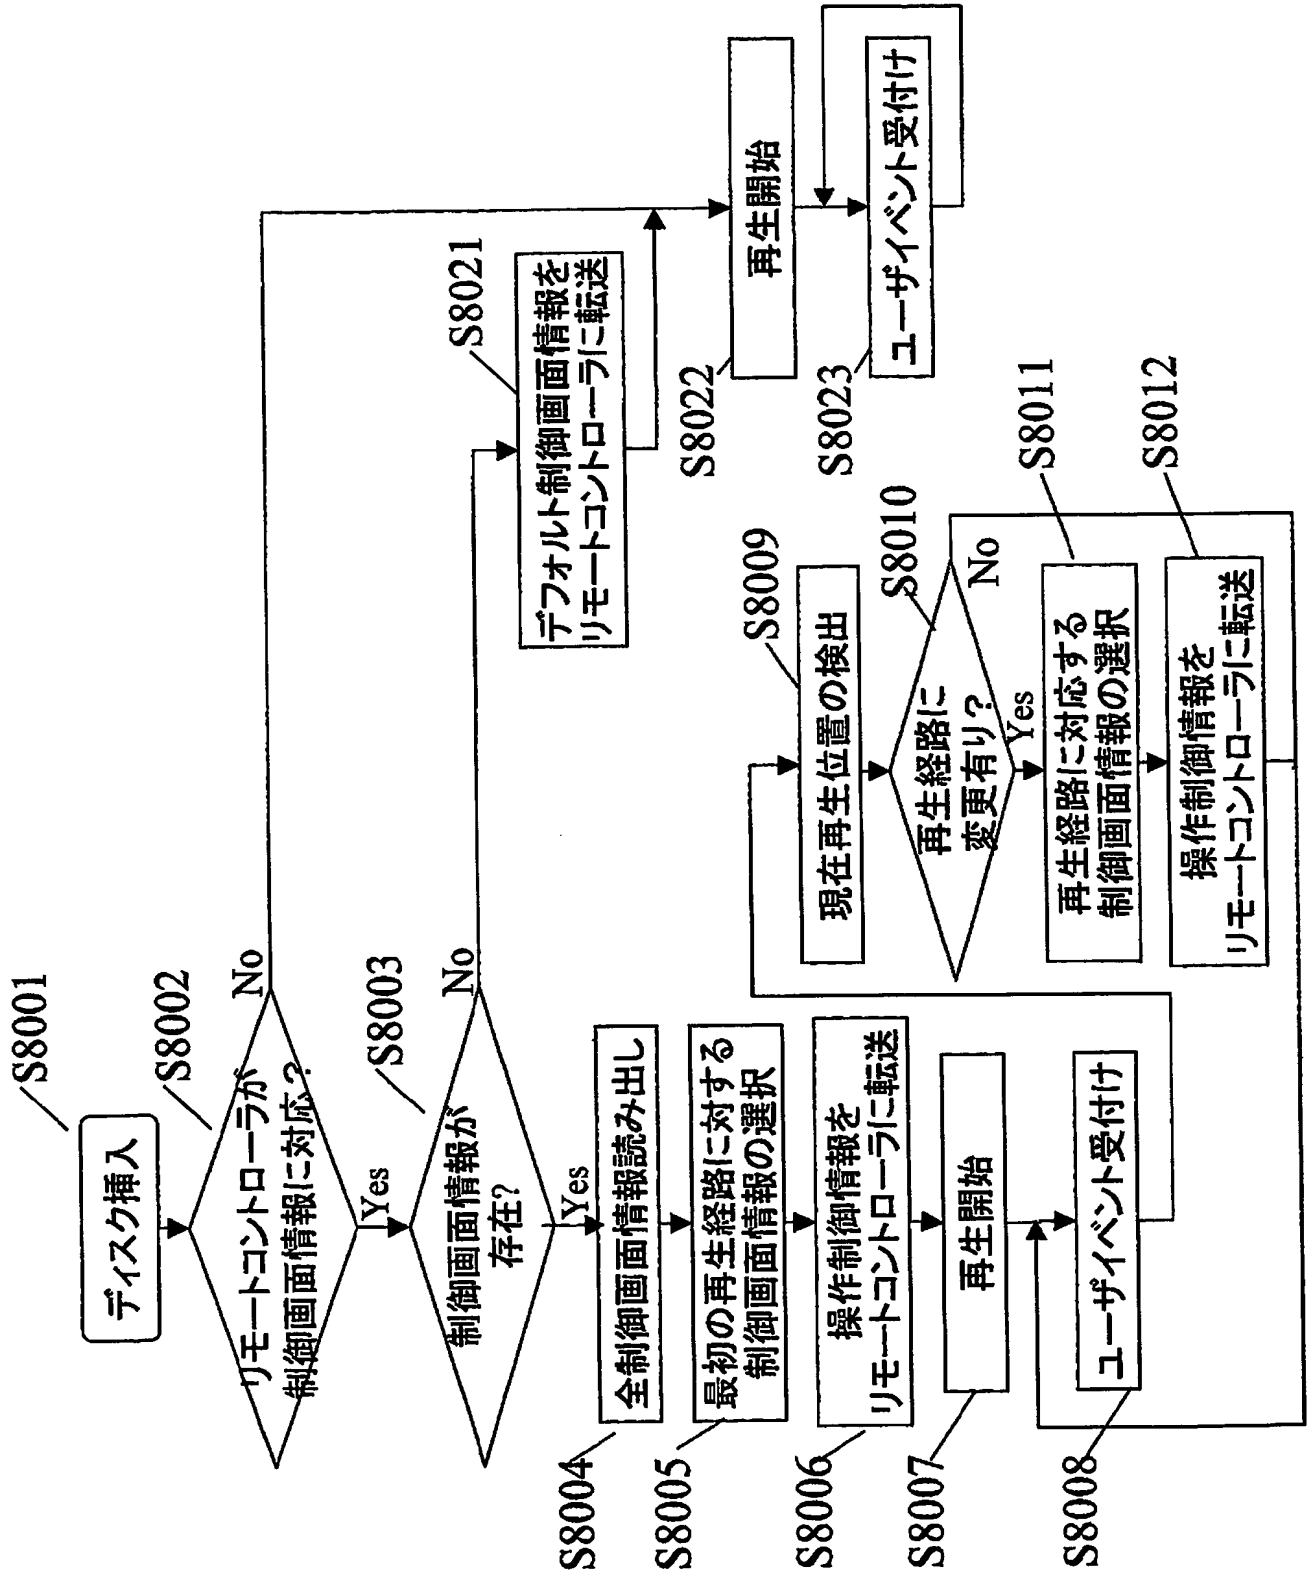 S8001
ディスク挿入
S8002
リモートコントローラが
制御画面情報に対応？
No
Yes
S8003
制御画面情報が
存在?
No
Yes
S8004
全制御画面情報読み出し
S8005
最初の再生経路に対する
制御画面情報の選択
S8006
操作制御情報を
リモートコントローラに転送
S8007
再生開始
S8008
ユーザイベント受付け
S8009
現在再生位置の検出
S8010
再生経路に
変更有り？
No
Yes
S8011
再生経路に対応する
制御画面情報の選択
S8012
操作制御情報を
リモートコントローラに転送
S8021
デフォルト制御画面情報を
リモートコントローラに転送
S8022
再生開始
S8023
ユーザイベント受付け